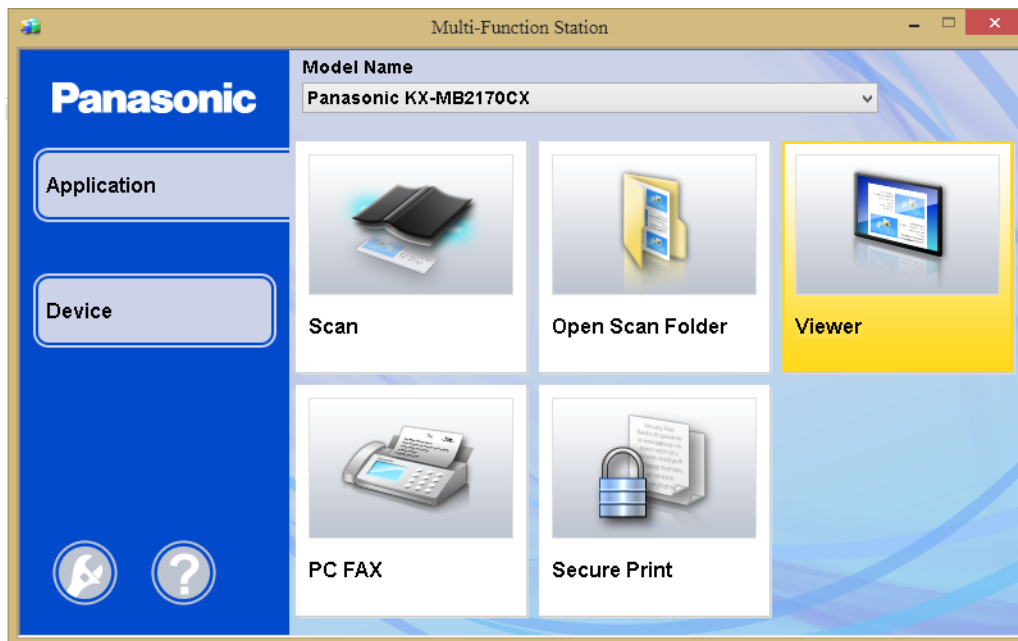 Multi-Function Station
Panasonic
Model Name
Panasonic KX-MB2170CX
Application
Device
Scan
Open Scan Folder
Viewer
PC FAX
Secure Print